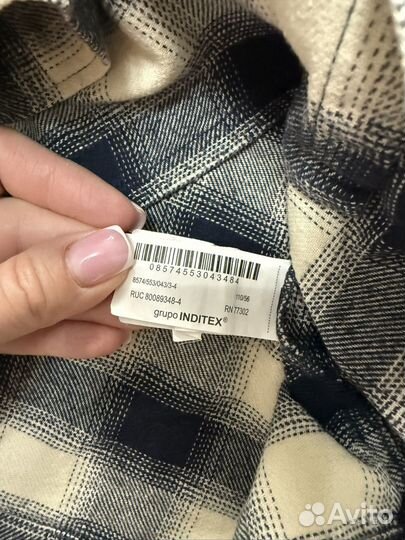 08574553043484
8574/553/043/3-4
110/56
RUC 80089348-4
RN 77302
grupo INDITEX®
Avito